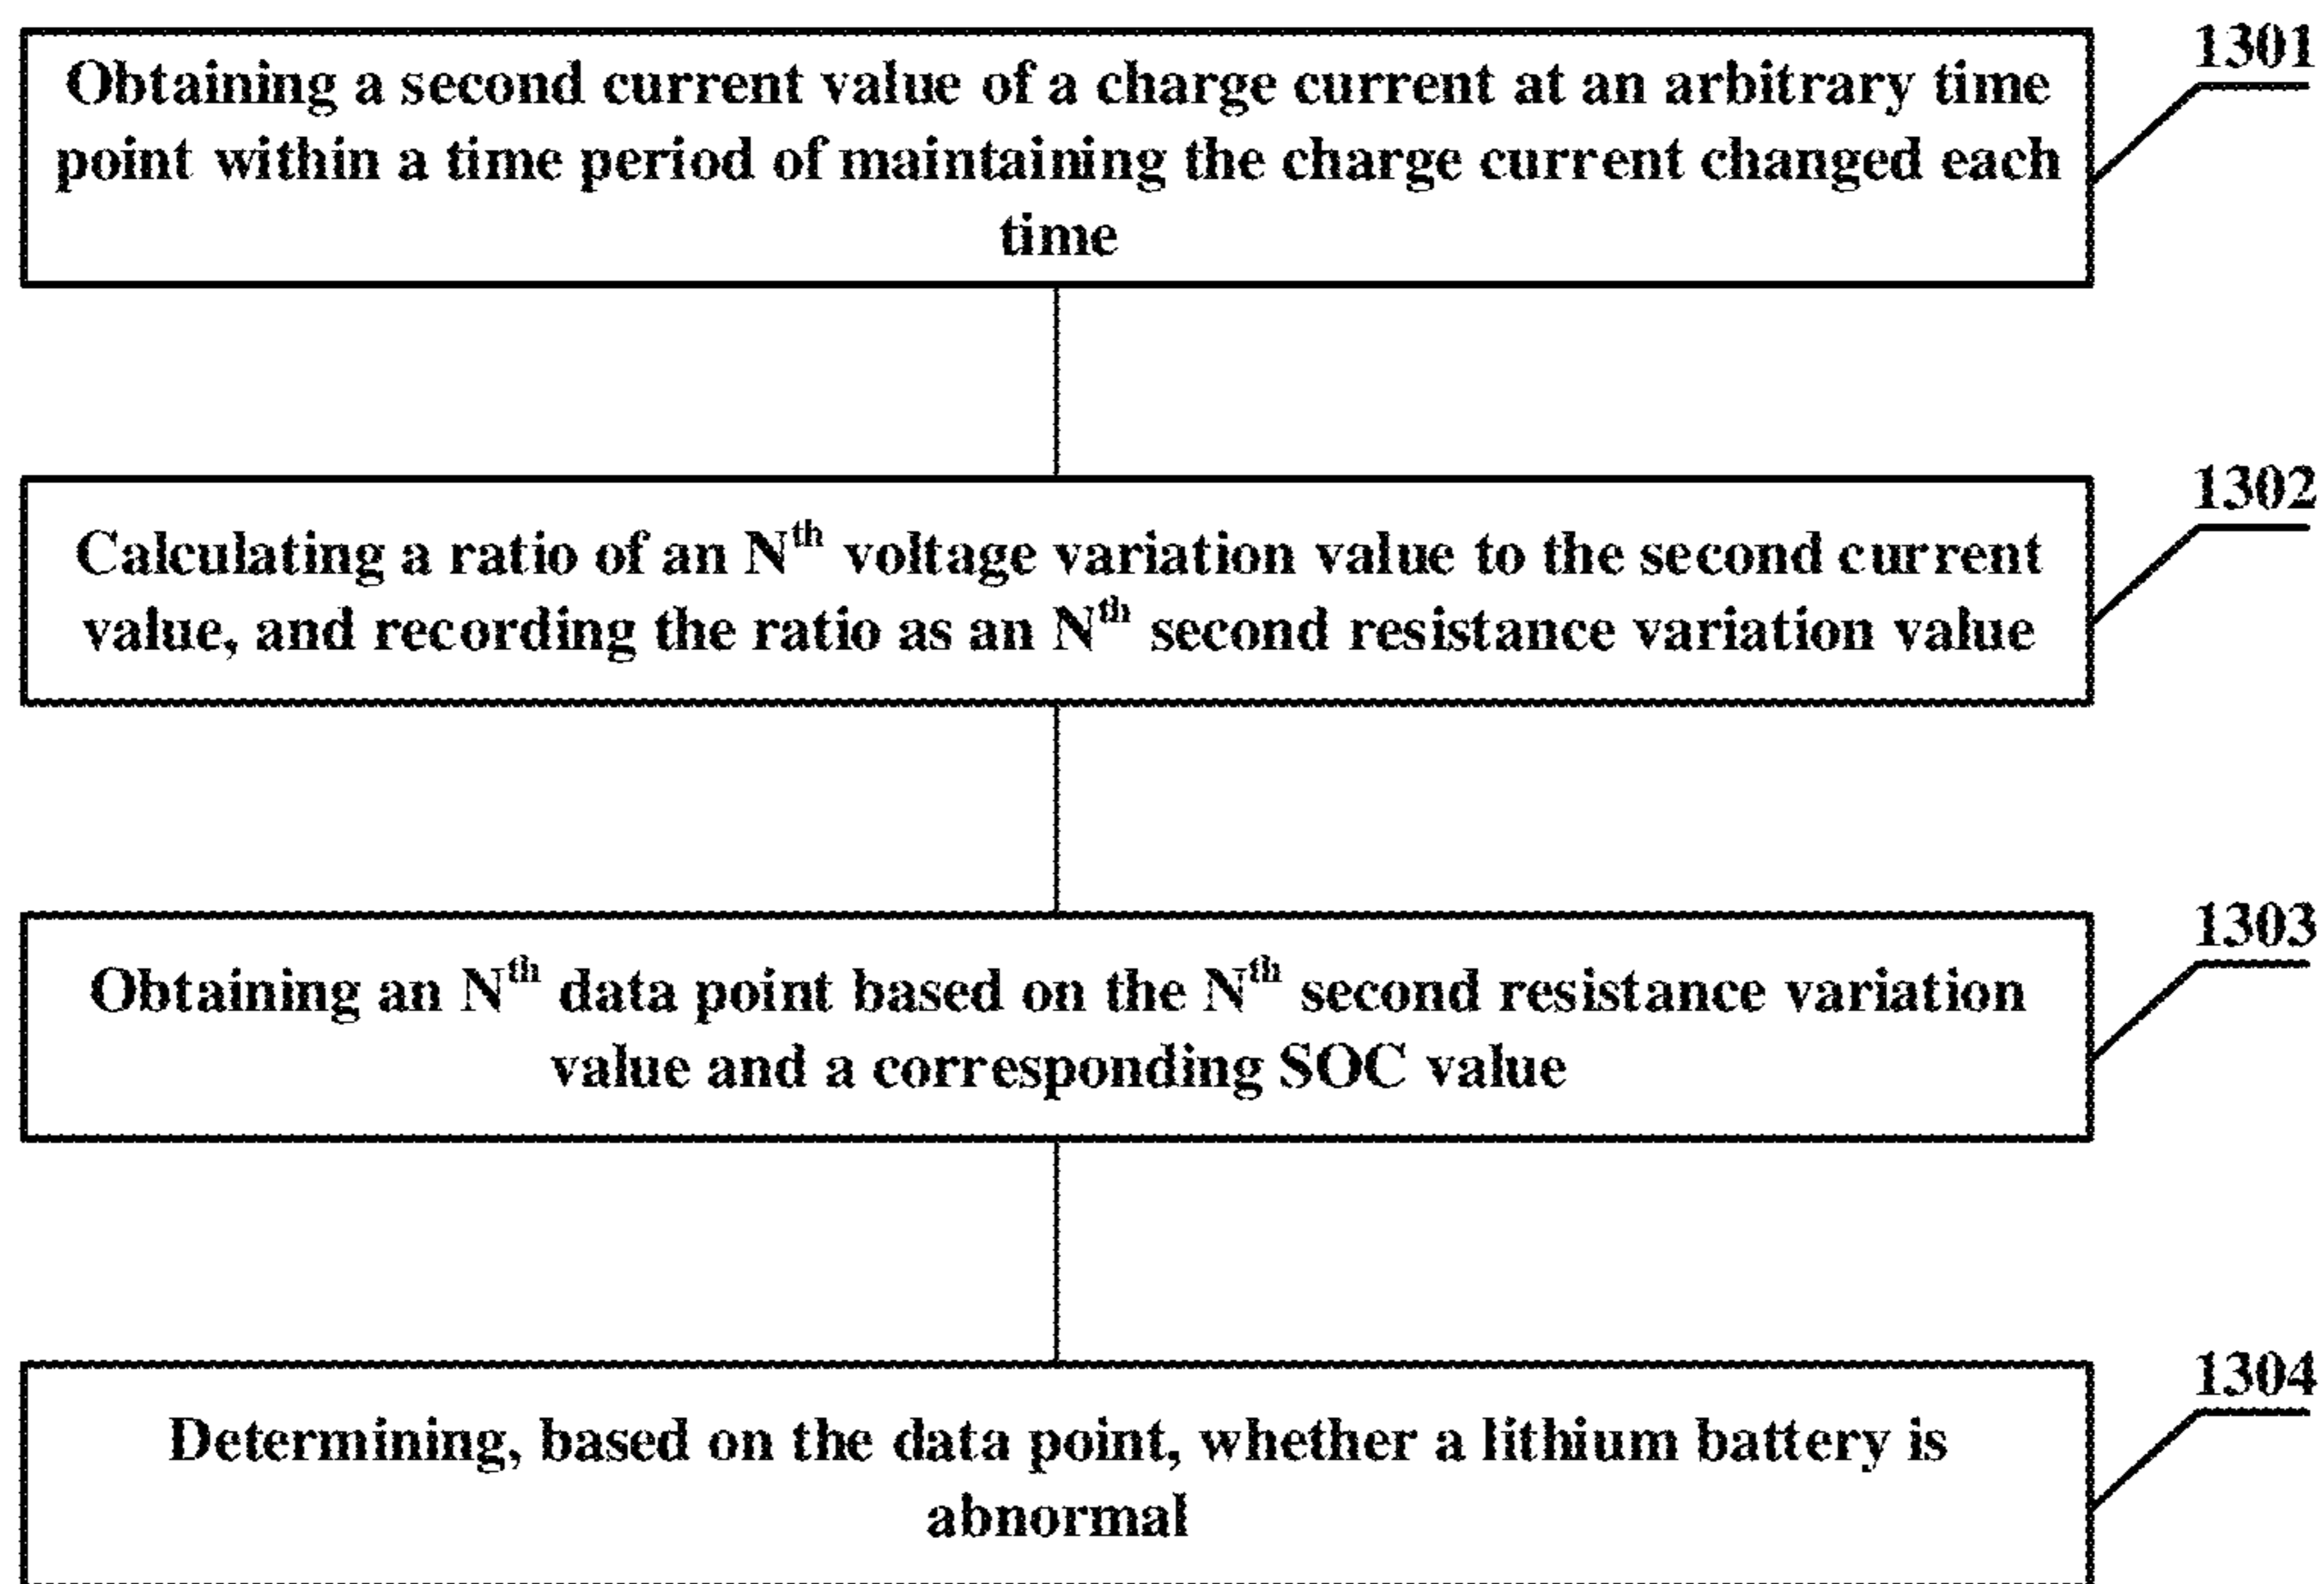 1301
Obtaining a second current value of a charge current at an arbitrary time
point within a time period of maintaining the charge current changed each
time
1302
Calculating a ratio of an Nth voltage variation value to the second current
value, and recording the ratio as an Nth second resistance variation value
1303
Obtaining an Nth data point based on the Nth second resistance variation
value and a corresponding SOC value
1304
Determining, based on the data point, whether a lithium battery is
abnormal